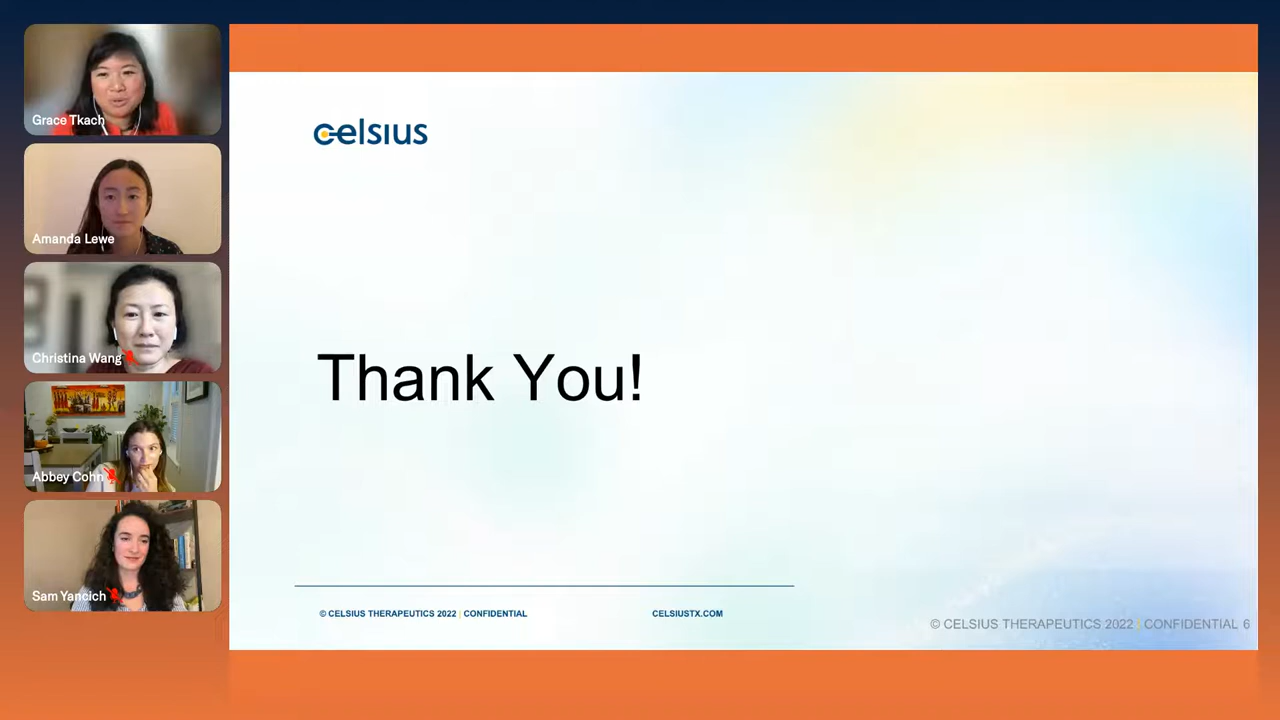 Grace Tkach
Amanda Lewe
Christina Wang
Abbey Cohn
Sam Yancich
celsius
Thank You!
© CELSIUS THERAPEUTICS 2022 | CONFIDENTIAL
CELSIUSTX.COM
© CELSIUS THERAPEUTICS 2022 | CONFIDENTIAL 6